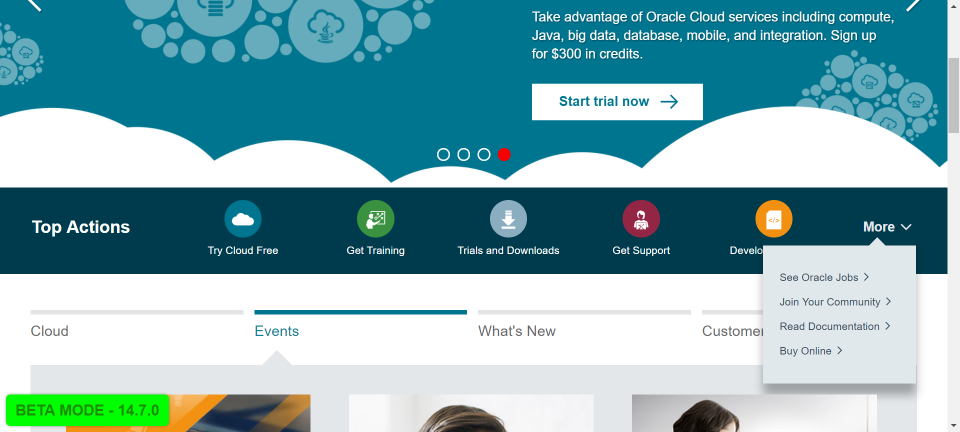 Take advantage of Oracle Cloud services including compute,
Java, big data, database, mobile, and integration. Sign up
for $300 in credits.
Start trial now
Top Actions
Try Cloud Free
Get Training
Trials and Downloads
Get Support
Develo
More
See Oracle Jobs
Join Your Community
Read Documentation
Buy Online
Cloud
Events
What's New
Customer
BETA MODE - 14.7.0